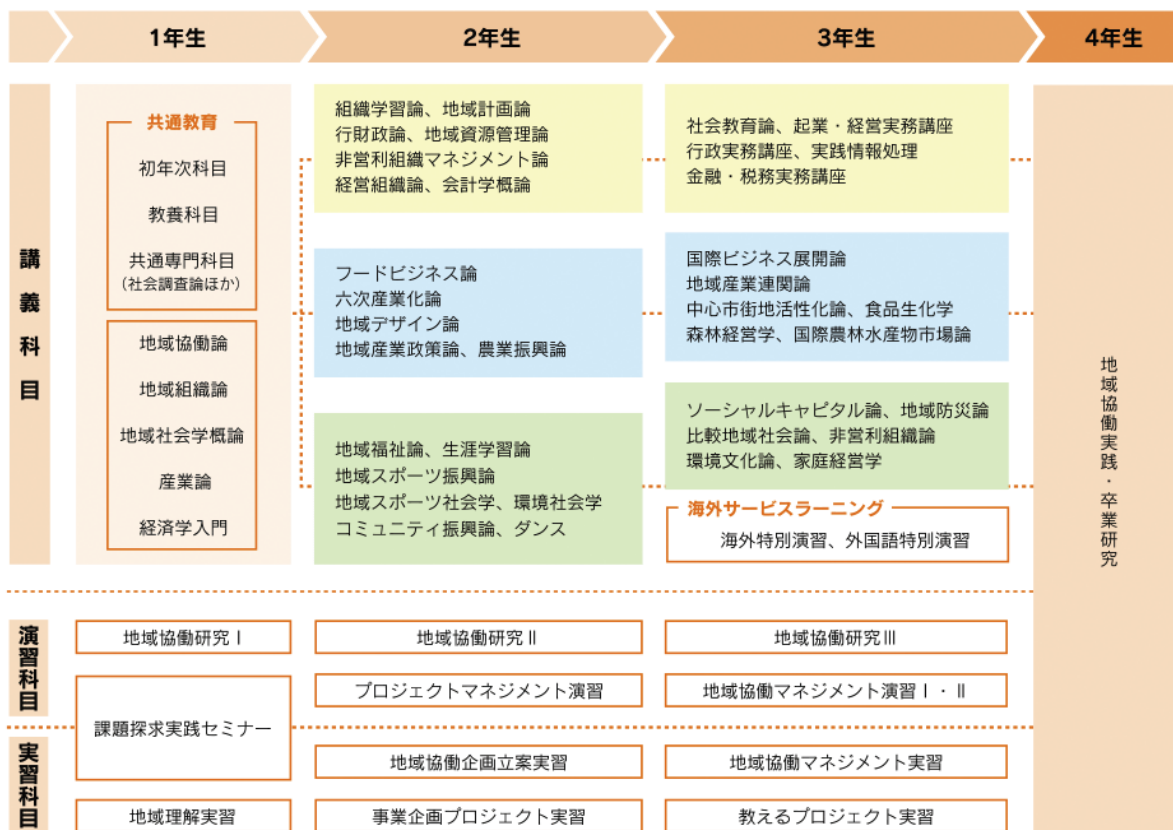 1年生
2年生
3年生
4年生
講義科目
共通教育
初年次科目
教養科目
共通専門科目
（社会調査論ほか）
地域協働論
地域組織論
地域社会学概論
産業論
経済学入門
組織学習論、地域計画論
行財政論、地域資源管理論
非営利組織マネジメント論
経営組織論、会計学概論
フードビジネス論
六次産業化論
地域デザイン論
地域産業政策論、農業振興論
地域福祉論、生涯学習論
地域スポーツ振興論
地域スポーツ社会学、環境社会学
コミュニティ振興論、ダンス
社会教育論、起業・経営実務講座
行政実務講座、実践情報処理
金融・税務実務講座
国際ビジネス展開論
地域産業連関論
中心市街地活性化論、食品生化学
森林経営学、国際農林水産物市場論
ソーシャルキャピタル論、地域防災論
比較地域社会論、非営利組織論
環境文化論、家庭経営学
海外サービスラーニング
海外特別演習、外国語特別演習
地域協働実践・卒業研究
演習科目
地域協働研究Ⅰ
地域協働研究Ⅱ
地域協働研究Ⅲ
課題探求実践セミナー
プロジェクトマネジメント演習
地域協働マネジメント演習Ⅰ・Ⅱ
実習科目
地域協働企画立案実習
地域協働マネジメント実習
地域理解実習
事業企画プロジェクト実習
教えるプロジェクト実習